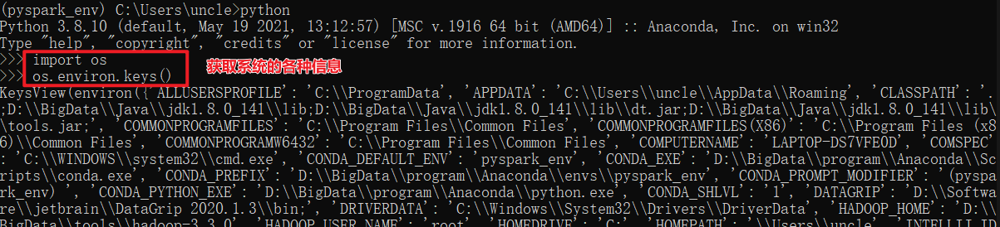 (pyspark_env) C:\Users\uncle>python
Python 3.8.10 (default, May 19 2021, 13:12:57) [MSC v.1916 64 bit (AMD64)] :: Anaconda, Inc. on win32
Type "help", "copyright", "credits" or "license" for more information.
>>> import os
>>> os.environ.keys()
获取系统的各种信息
KeysView(environ({'ALLUSERSPROFILE': 'C:\\ProgramData', 'APPDATA': 'C:\\Users\\uncle\\AppData\\Roaming', 'CLASSPATH': '.
;D:\\BigData\\Java\\jdk1.8.0_141\\lib;D:\\BigData\\Java\\jdk1.8.0_141\\lib\\dt.jar;D:\\BigData\\Java\\jdk1.8.0_141\\lib\
\tools.jar;', 'COMMONPROGRAMFILES': 'C:\\Program Files\\Common Files', 'COMMONPROGRAMFILES(X86)': 'C:\\Program Files (x8
6)\\Common Files', 'COMMONPROGRAMW6432': 'C:\\Program Files\\Common Files', 'COMPUTERNAME': 'LAPTOP-DS7VFE0D', 'COMSPEC'
: 'C:\\WINDOWS\\system32\\cmd.exe', 'CONDA_DEFAULT_ENV': 'pyspark_env', 'CONDA_EXE': 'D:\\BigData\\program\\Anaconda\\Sc
ripts\\conda.exe', 'CONDA_PREFIX': 'D:\\BigData\\program\\Anaconda\\envs\\pyspark_env', 'CONDA_PROMPT_MODIFIER': '(pyspa
rk_env) ', 'CONDA_PYTHON_EXE': 'D:\\BigData\\program\\Anaconda\\python.exe', 'CONDA_SHLVL': '1', 'DATAGRIP': 'D:\\Softwa
re\\jetbrain\\DataGrip 2020.1.3\\bin;', 'DRIVERDATA': 'C:\\Windows\\System32\\Drivers\\DriverData', 'HADOOP_HOME': 'D:\\
BigData\\tools\\hadoop-3.3.0', 'HADOOP_USER_NAME': 'root', 'HOMEDRIVE': 'C:', 'HOMEPATH': '\\Users\\uncle',